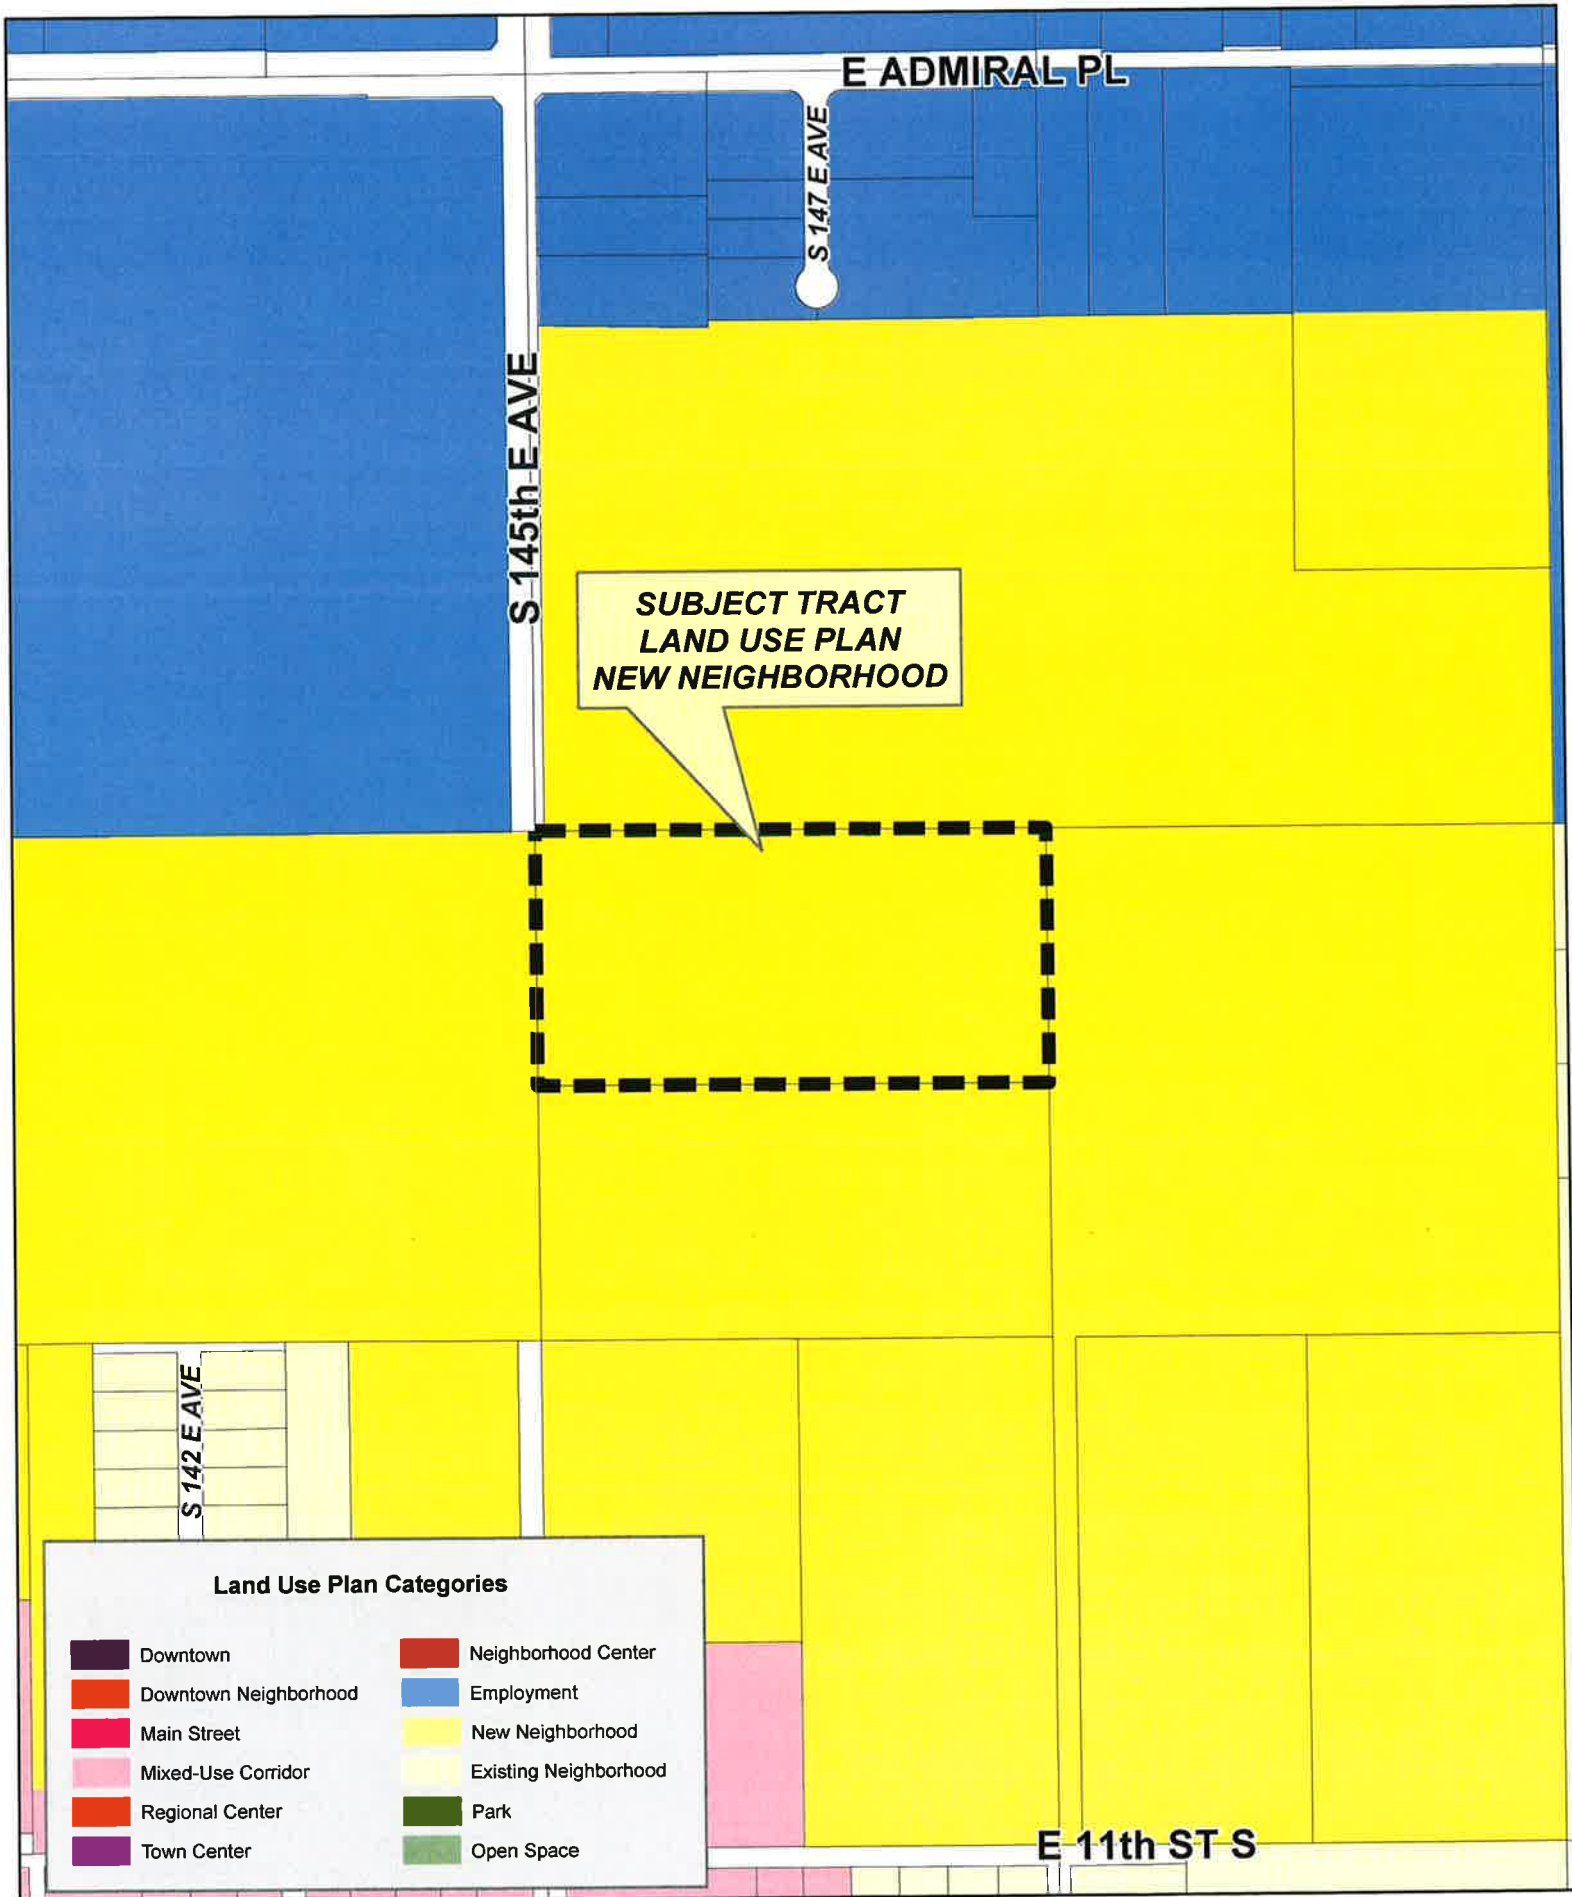 E ADMIRAL PL
S 147 E AVE
S 145th E AVE
SUBJECT TRACT
LAND USE PLAN
NEW NEIGHBORHOOD
S 142 E AVE
Land Use Plan Categories
Downtown
Downtown Neighborhood
Main Street
Mixed-Use Corridor
Regional Center
Town Center
Neighborhood Center
Employment
New Neighborhood
Existing Neighborhood
Park
Open Space
E 11th ST S